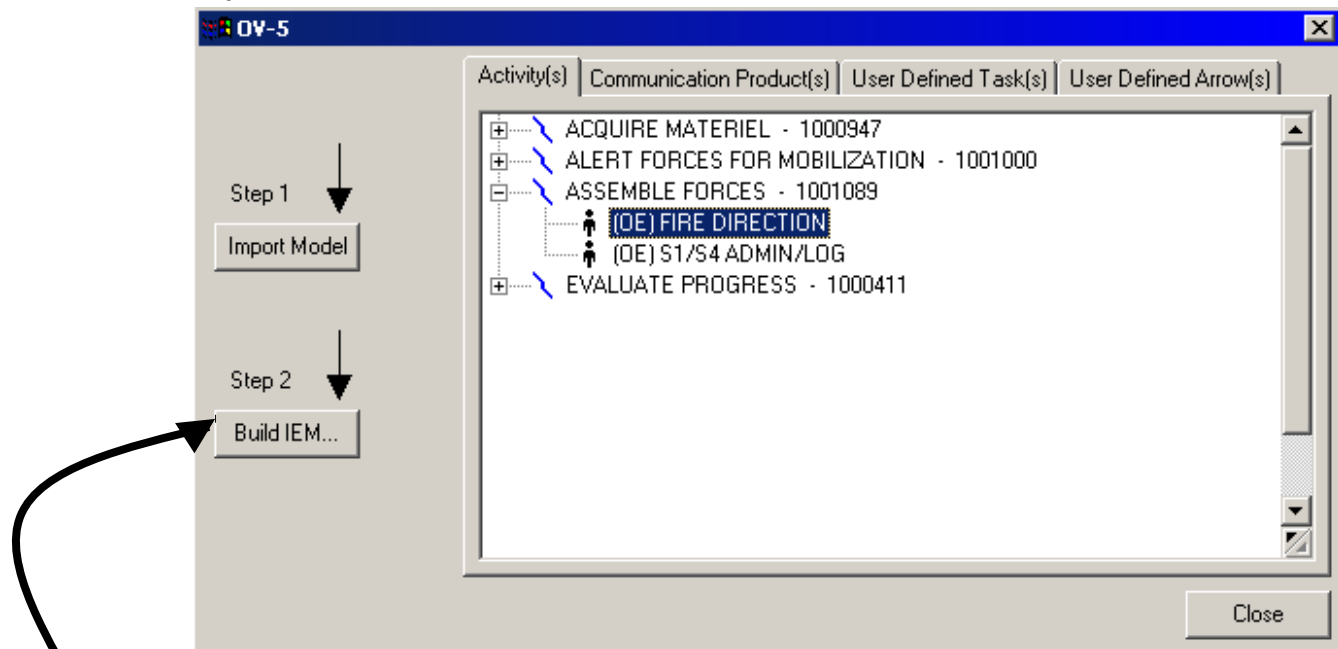 OV-5
Activity(s) Communication Product(s) User Defined Task(s) User Defined Arrow(s)
ACQUIRE MATERIEL - 1000947
ALERT FORCES FOR MOBILIZATION - 1001000
Step 1
ASSEMBLE FORCES - 1001089
(OE) FIRE DIRECTION
Import Model
(OE) S1/S4 ADMIN/LOG
EVALUATE PROGRESS - 1000411
Step 2
Build IEM...
Close